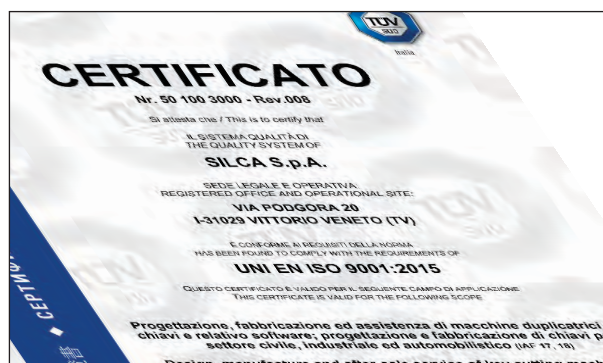 TÜV
SÜD
Italia
CERTIFICATO
Nr. 50 100 3000 - Rev.008
Si attesta che / This is to certify that
IL SISTEMA QUALITÀ DI
THE QUALITY SYSTEM OF
SILCA S.p.A.
SEDE LEGALE E OPERATIVA:
REGISTERED OFFICE AND OPERATIONAL SITE:
VIA PODGORA 20
I-31029 VITTORIO VENETO (TV)
È CONFORME AI REQUISITI DELLA NORMA
HAS BEEN FOUND TO COMPLY WITH THE REQUIREMENTS OF
UNI EN ISO 9001:2015
QUESTO CERTIFICATO È VALIDO PER IL SEGUENTE CAMPO DI APPLICAZIONE
THIS CERTIFICATE IS VALID FOR THE FOLLOWING SCOPE
Progettazione, fabbricazione ed assistenza di macchine duplicatrici
chiavi e relativo software; progettazione e fabbricazione di chiavi p
settore civile, industriale ed automobilistico (IAF 17, 18)
Design, manufacture and after sales service of key cutting